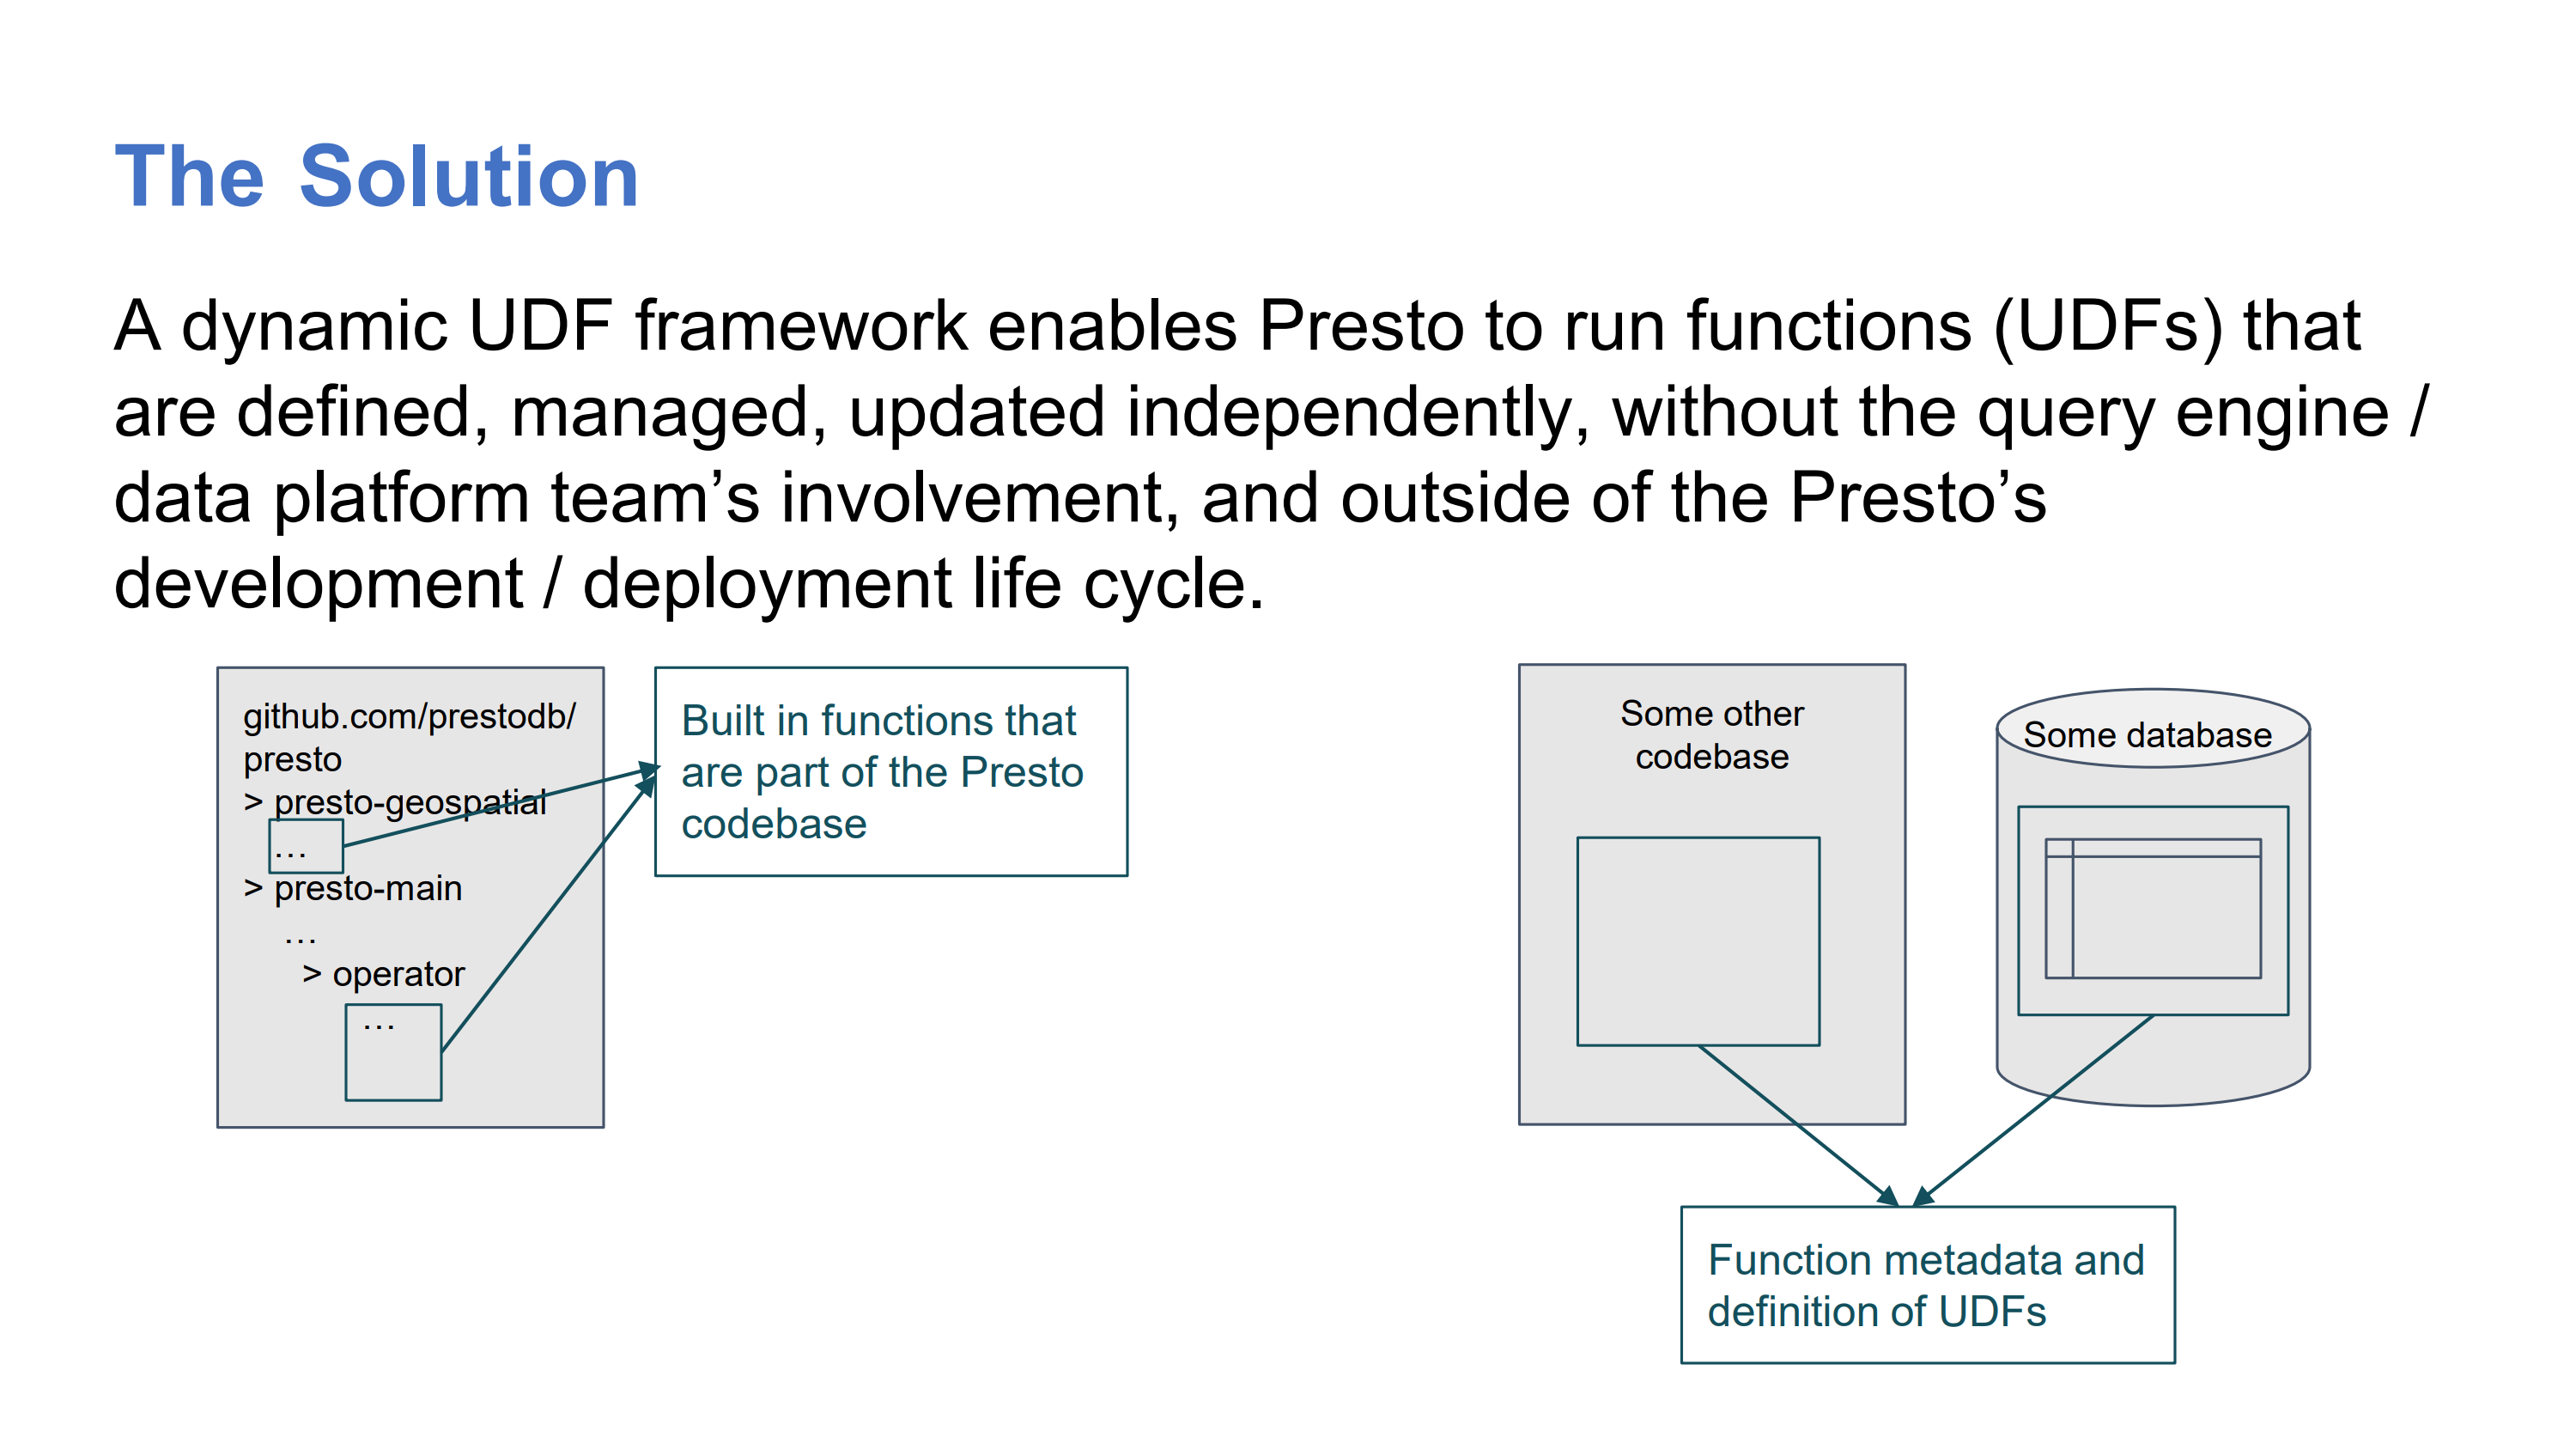 The Solution
A dynamic UDF framework enables Presto to run functions (UDFs) that
are defined, managed, updated independently, without the query engine /
data platform team’s involvement, and outside of the Presto’s
development / deployment life cycle.
github.com/prestodb/
presto
> presto-geospatial
…
> presto-main
…
> operator
…
Built in functions that
are part of the Presto
codebase
Some other
codebase
Some database
Function metadata and
definition of UDFs